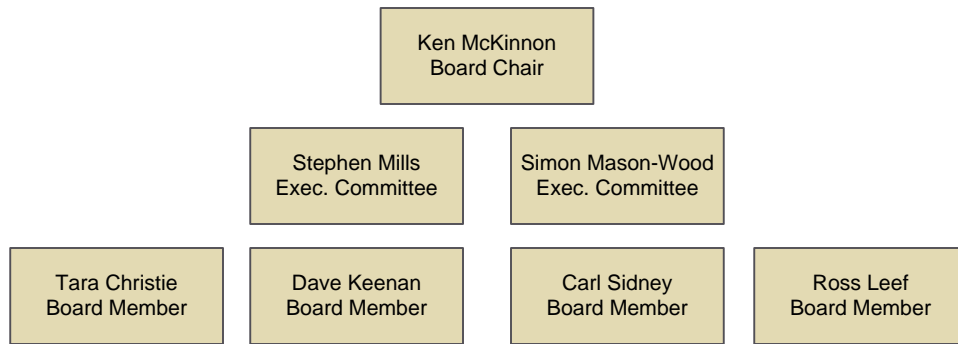 Ken McKinnon
Board Chair
Stephen Mills
Exec. Committee
Simon Mason-Wood
Exec. Committee
Tara Christie
Board Member
Dave Keenan
Board Member
Carl Sidney
Board Member
Ross Leef
Board Member